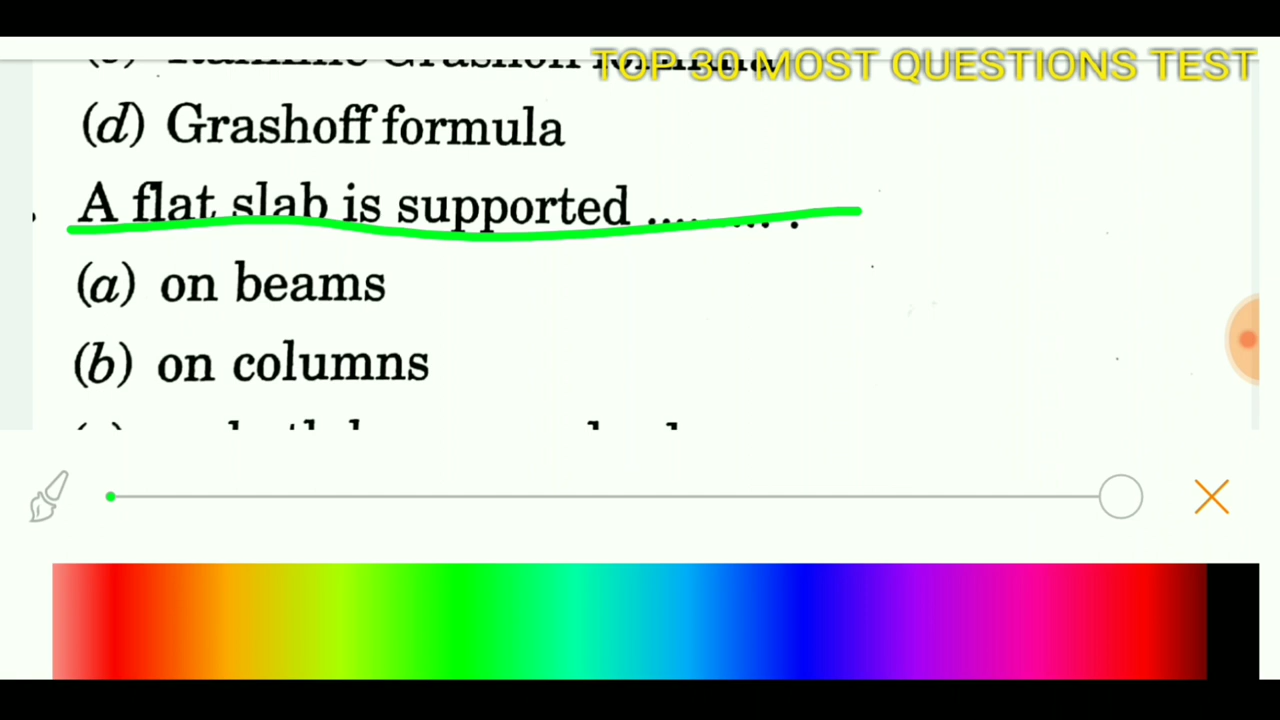 TOP 30 MOST QUESTIONS TEST
(d) Grashoff formula
A flat slab is supported .......... .
(a) on beams
(b) on columns